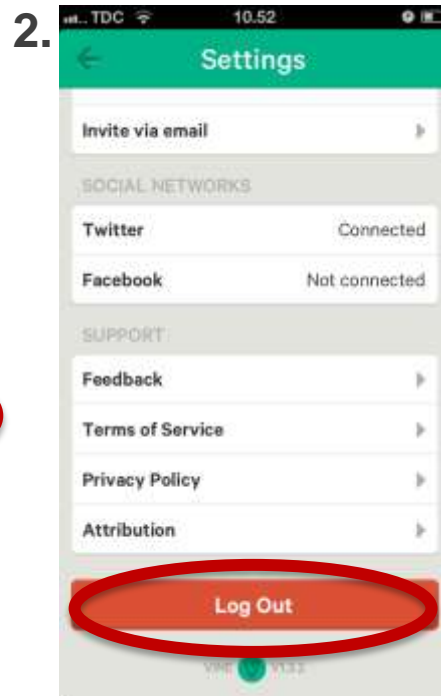 2.
TDC 10.52
Settings
Invite via email
SOCIAL NETWORKS
Twitter Connected
Facebook Not connected
SUPPORT
Feedback
Terms of Service
Privacy Policy
Attribution
Log Out
VINE